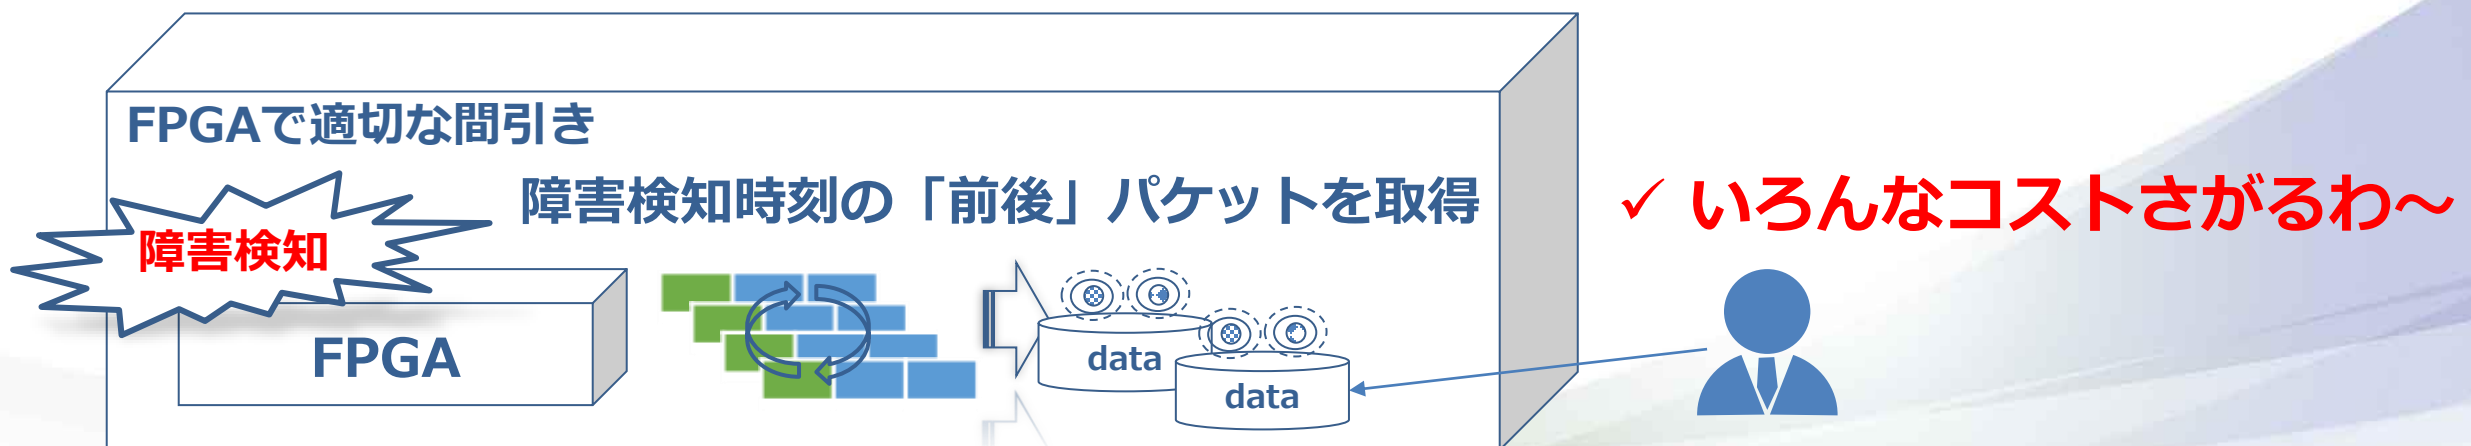 FPGAで適切な間引き
障害検知時刻の「前後」パケットを取得
✓ いろんなコストさがるわ～
障害検知
FPGA
data
data